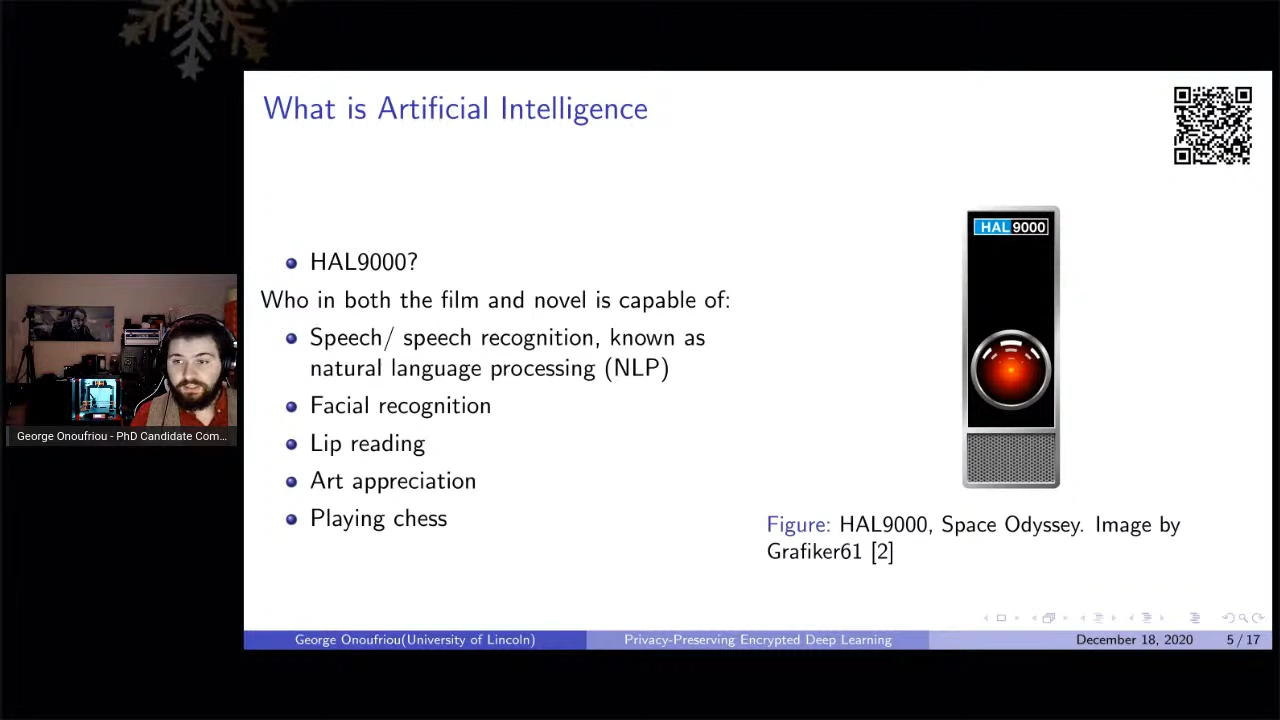 What is Artificial Intelligence
HAL9000?
Who in both the film and novel is capable of:
Speech/ speech recognition, known as
natural language processing (NLP)
Facial recognition
Lip reading
Art appreciation
Playing chess
HAL 9000
Figure: HAL9000, Space Odyssey. Image by
Grafiker61 [2]
George Onoufriou - PhD Candidate Com...
George Onoufriou(University of Lincoln)
Privacy-Preserving Encrypted Deep Learning
December 18, 2020
5 / 17